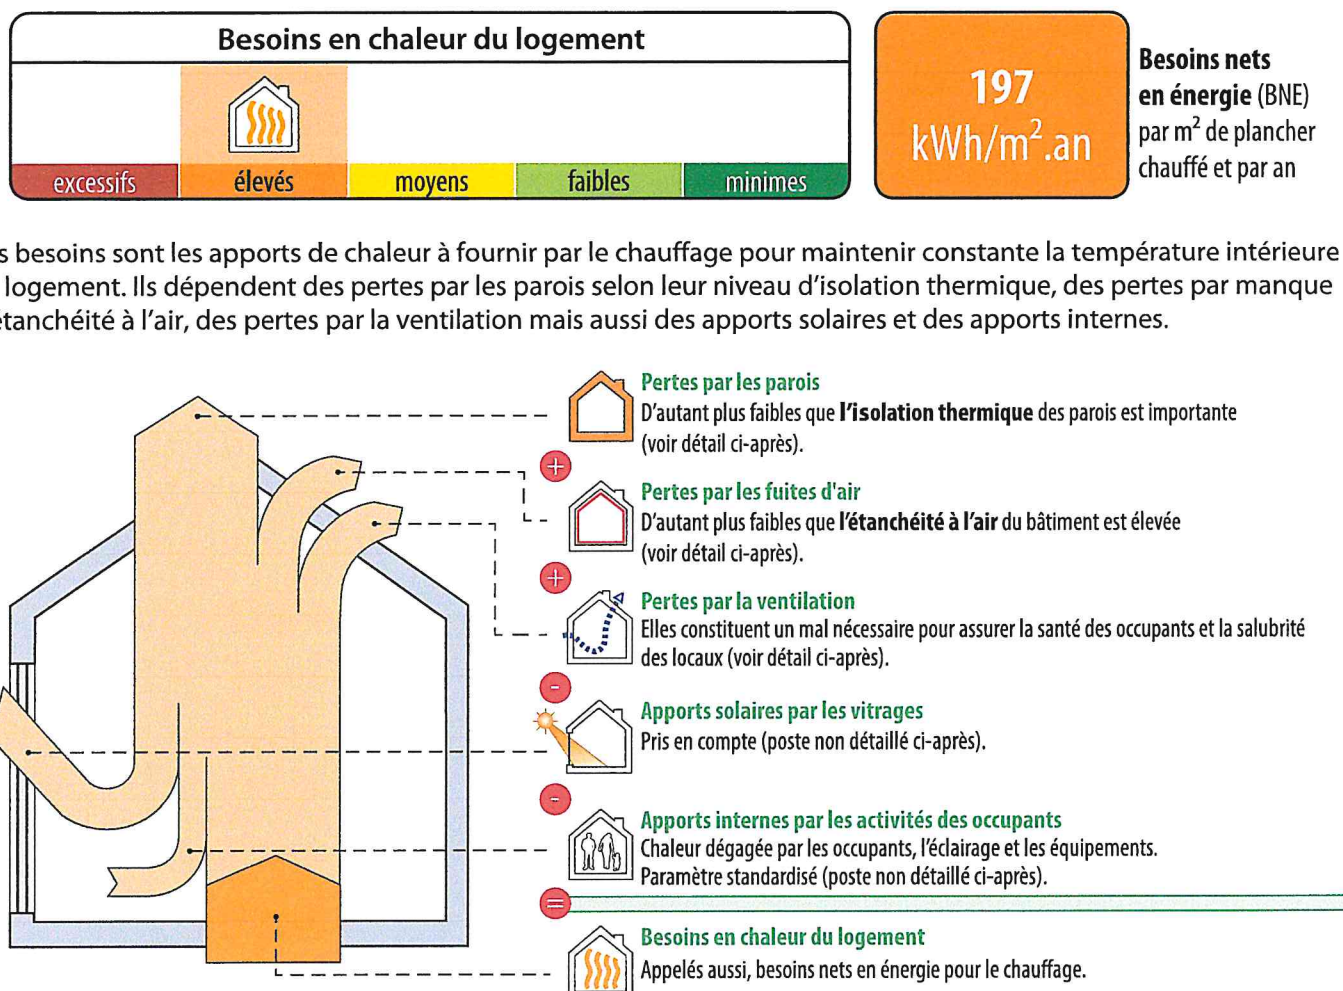 Besoins en chaleur du logement
excessifs
élevés
moyens
faibles
minimes
197
kWh/m².an
Besoins nets
en énergie (BNE)
par m² de plancher
chauffé et par an
s besoins sont les apports de chaleur à fournir par le chauffage pour maintenir constante la température intérieure
logement. Ils dépendent des pertes par les parois selon leur niveau d'isolation thermique, des pertes par manque
étanchéité à l'air, des pertes par la ventilation mais aussi des apports solaires et des apports internes.
Pertes par les parois
D'autant plus faibles que l'isolation thermique des parois est importante
(voir détail ci-après).
+
Pertes par les fuites d'air
D'autant plus faibles que l'étanchéité à l'air du bâtiment est élevée
(voir détail ci-après).
+
Pertes par la ventilation
Elles constituent un mal nécessaire pour assurer la santé des occupants et la salubrité
des locaux (voir détail ci-après).
-
Apports solaires par les vitrages
Pris en compte (poste non détaillé ci-après).
-
Apports internes par les activités des occupants
Chaleur dégagée par les occupants, l'éclairage et les équipements.
Paramètre standardisé (poste non détaillé ci-après).
=
Besoins en chaleur du logement
Appelés aussi, besoins nets en énergie pour le chauffage.